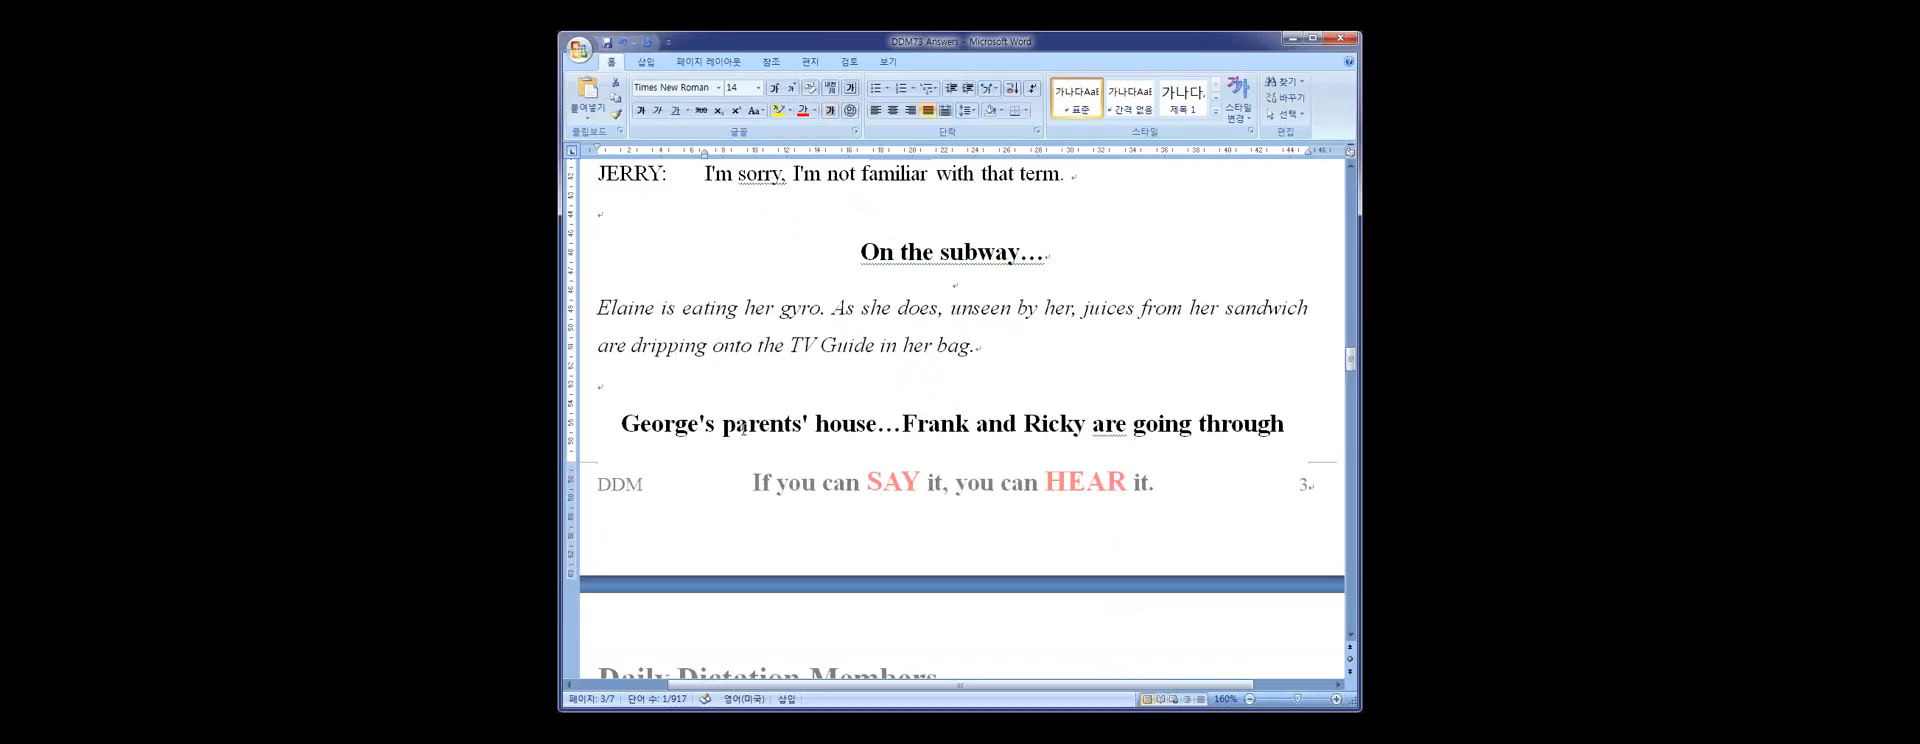 DDM73 Answers - Microsoft Word
홈 삽입 페이지 레이아웃 참조 편지 검토 보기
Times New Roman 14
가나다AaB 가나다AaB 가나다.
찾기
바꾸기
붙여넣기 표준 간격 없음 제목 1 스타일 변경 선택
클립보드 글꼴 단락 스타일 편집
JERRY: I'm sorry, I'm not familiar with that term.
On the subway…
Elaine is eating her gyro. As she does, unseen by her, juices from her sandwich
are dripping onto the TV Guide in her bag.
George's parents' house…Frank and Ricky are going through
DDM If you can SAY it, you can HEAR it. 3
Daily Dictation Members
페이지: 3/7 단어 수: 1/917 영어(미국) 삽입 160%